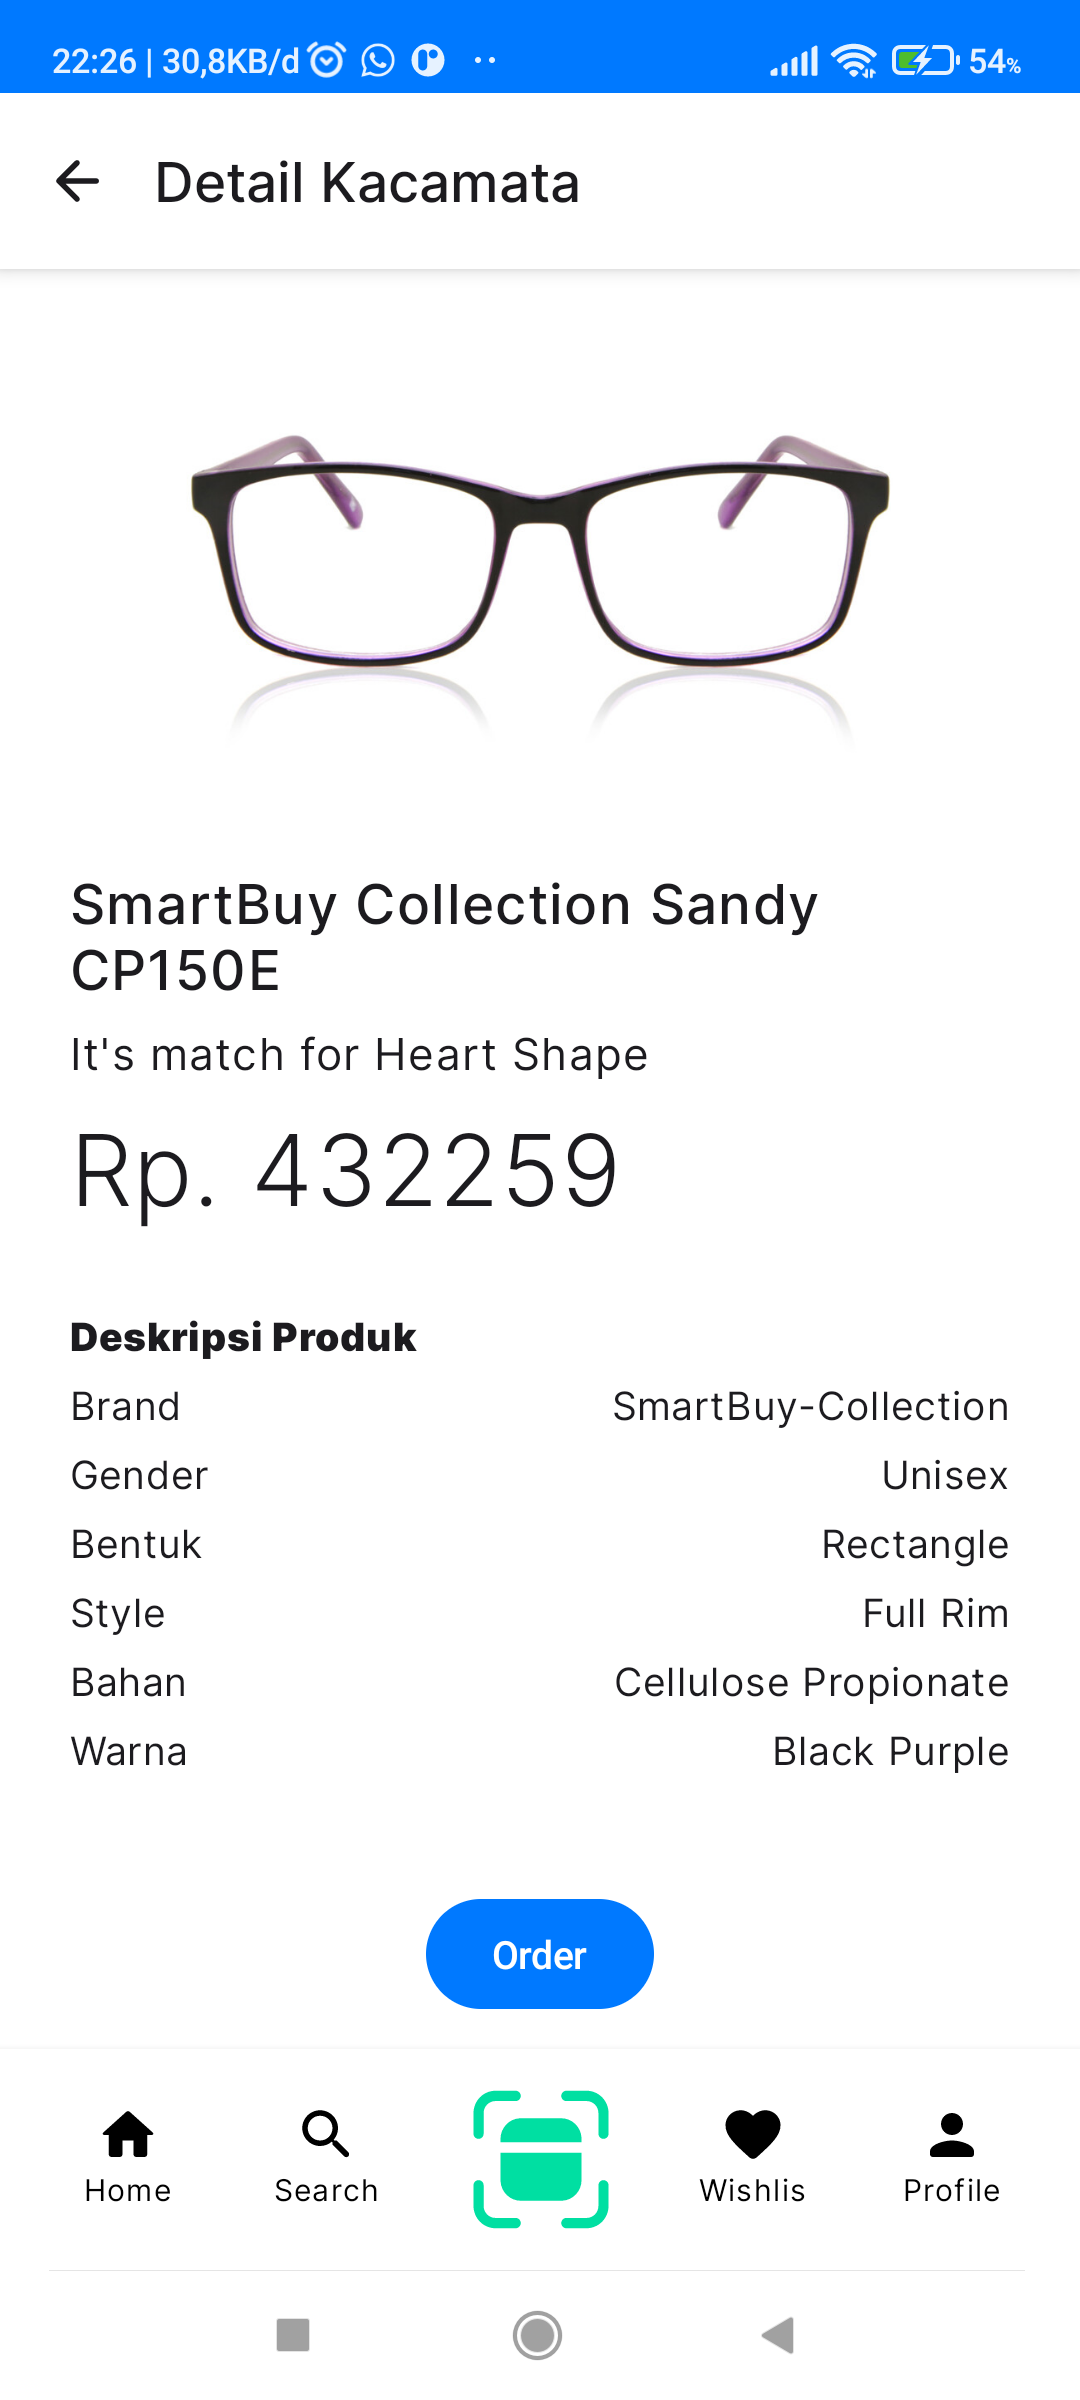 22:26 | 30,8KB/d
54%
Detail Kacamata
SmartBuy Collection Sandy
CP150E
It's match for Heart Shape
Rp. 432259
Deskripsi Produk
Brand SmartBuy-Collection
Gender Unisex
Bentuk Rectangle
Style Full Rim
Bahan Cellulose Propionate
Warna Black Purple
Order
Home Search Wishlis Profile